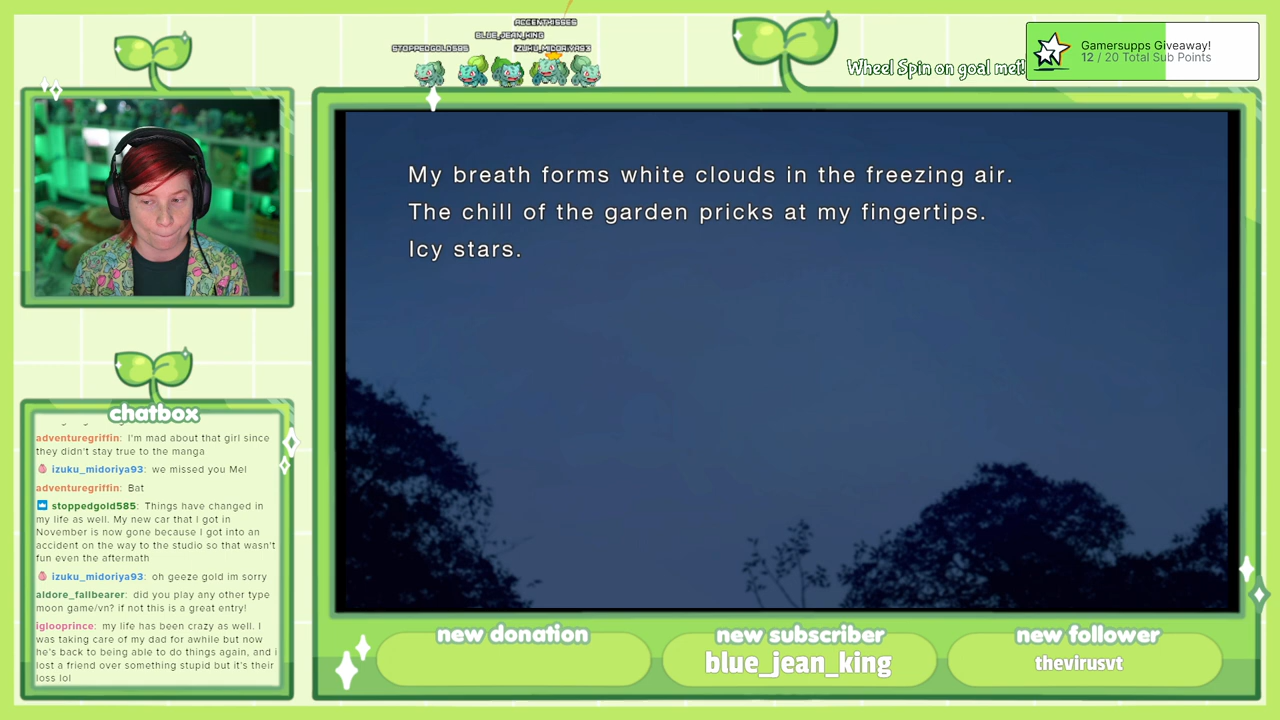 ACCENTHISSES
BLUE_JEAN_KING
STOPPEDGOLD585
IZUKU_MIDORIYA93
Wheel Spin on goal met!
Gamersupps Giveaway!
12 / 20 Total Sub Points
My breath forms white clouds in the freezing air.
The chill of the garden pricks at my fingertips.
Icy stars.
chatbox
adventuregriffin: I'm mad about that girl since
they didn't stay true to the manga
izuku_midoriya93: we missed you Mel
adventuregriffin: Bat
stoppedgold585: Things have changed in
my life as well. My new car that I got in
November is now gone because I got into an
accident on the way to the studio so that wasn't
fun even the aftermath
izuku_midoriya93: oh geeze gold im sorry
aldore_fallbearer: did you play any other type
moon game/vn? if not this is a great entry!
iglooprince: my life has been crazy as well. I
was taking care of my dad for awhile but now
he's back to being able to do things again, and i
lost a friend over something stupid but it's their
loss lol
new donation
new subscriber
blue_jean_king
new follower
thevirusvt